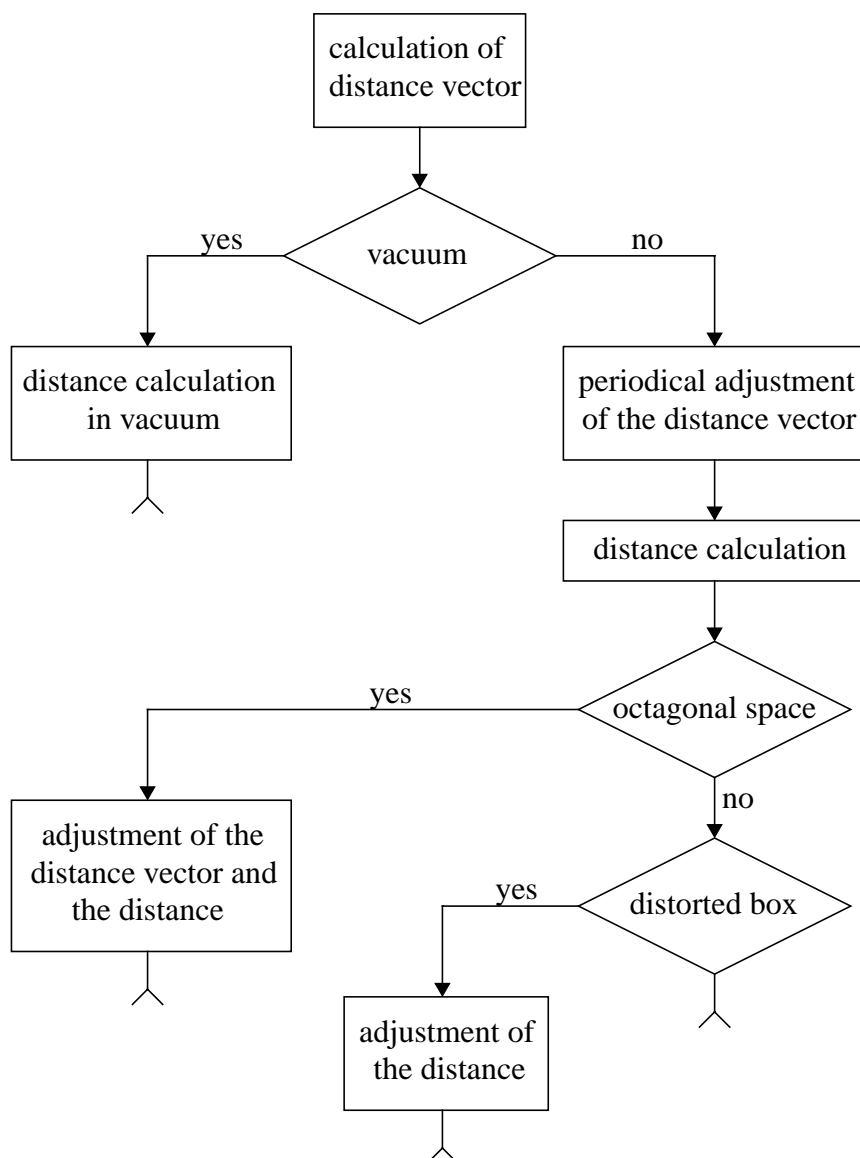 calculation of
distance vector
yes
no
vacuum
distance calculation
in vacuum
periodical adjustment
of the distance vector
distance calculation
yes
octagonal space
no
adjustment of the
distance vector and
the distance
yes
distorted box
adjustment of
the distance